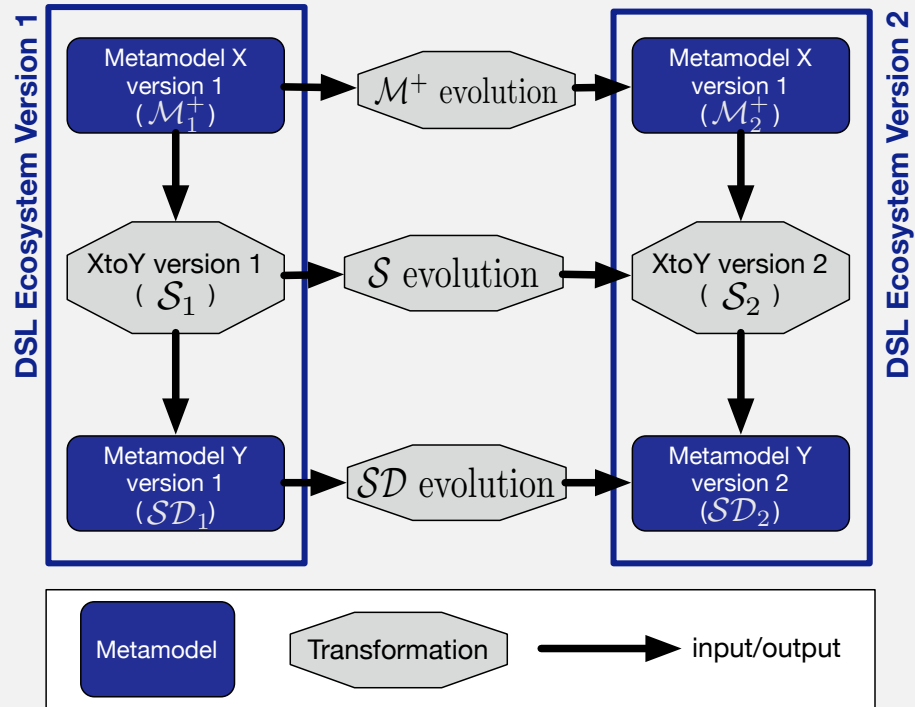 DSL Ecosystem Version 1
Metamodel X
version 1
( ℳ₁⁺)
ℳ⁺ evolution
Metamodel X
version 1
(ℳ₂⁺)
XtoY version 1
( 𝒮₁ )
𝒮 evolution
XtoY version 2
( 𝒮₂ )
Metamodel Y
version 1
(𝒮𝒟₁)
𝒮𝒟 evolution
Metamodel Y
version 2
(𝒮𝒟₂)
DSL Ecosystem Version 2
Metamodel
Transformation
input/output